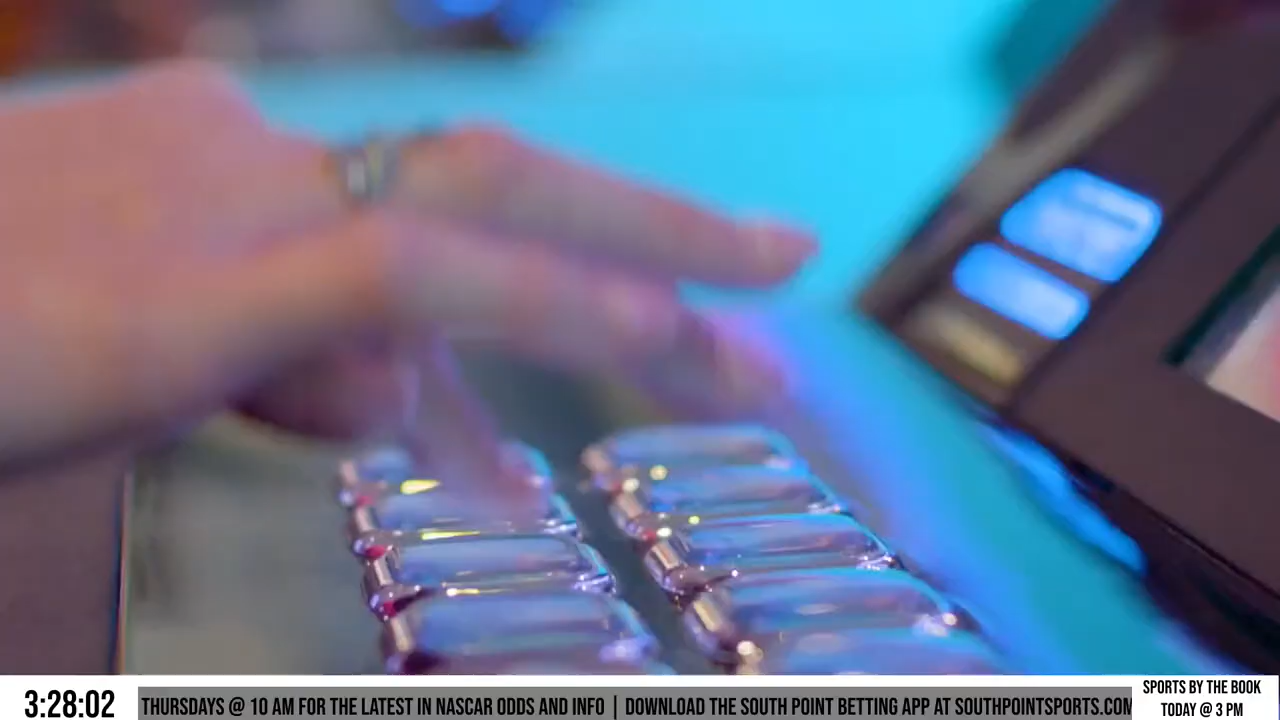 3:28:02
THURSDAYS @ 10 AM FOR THE LATEST IN NASCAR ODDS AND INFO | DOWNLOAD THE SOUTH POINT BETTING APP AT SOUTHPOINTSPORTS.COM
SPORTS BY THE BOOK
TODAY @ 3 PM